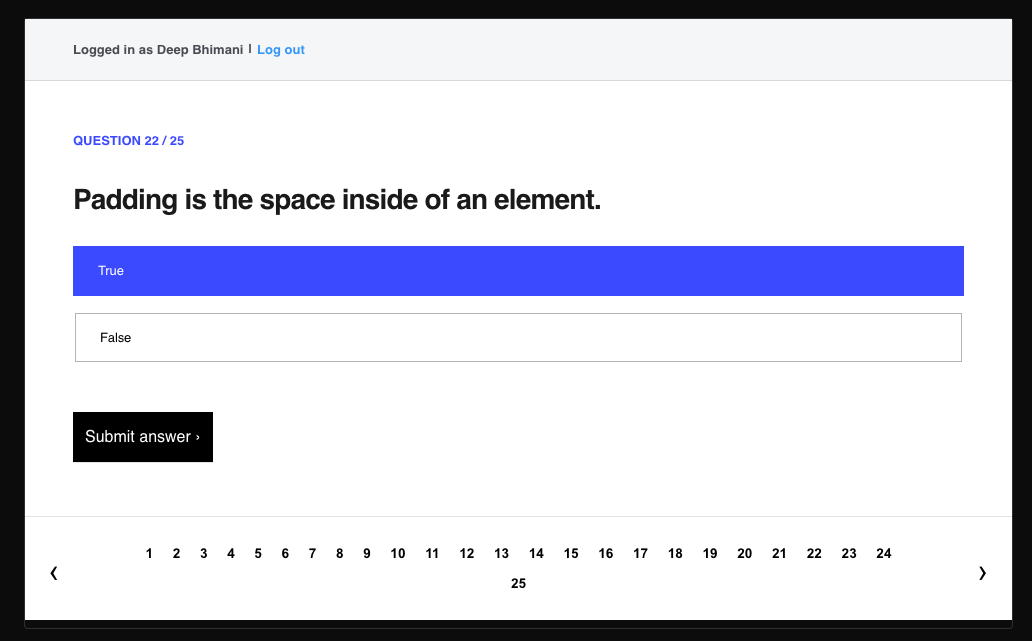 Logged in as Deep Bhimani | Log out
QUESTION 22 / 25
Padding is the space inside of an element.
True
False
Submit answer ›
1 2 3 4 5 6 7 8 9 10 11 12 13 14 15 16 17 18 19 20 21 22 23 24
‹ ›
25